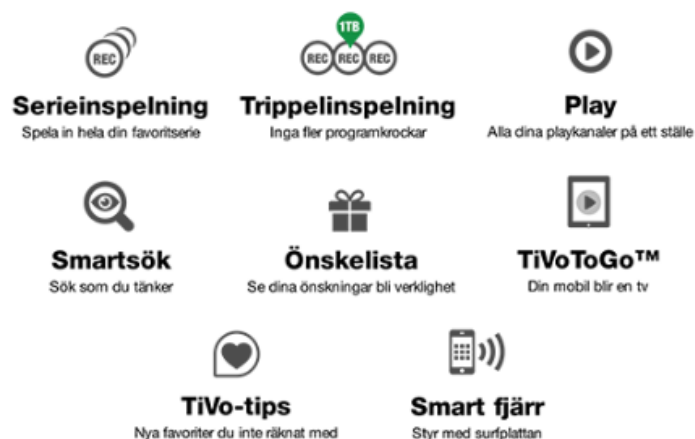 1TB
REC REC REC REC
Serieinspelning Trippelinspelning Play
Spela in hela din favoritserie Inga fler programkrockar Alla dina playkanaler på ett ställe
Smartsök Önskelista TiVoToGo™
Sök som du tänker Se dina önskningar bli verklighet Din mobil blir en tv
TiVo-tips Smart fjärr
Nya favoriter du inte räknat med Styr med surfplattan